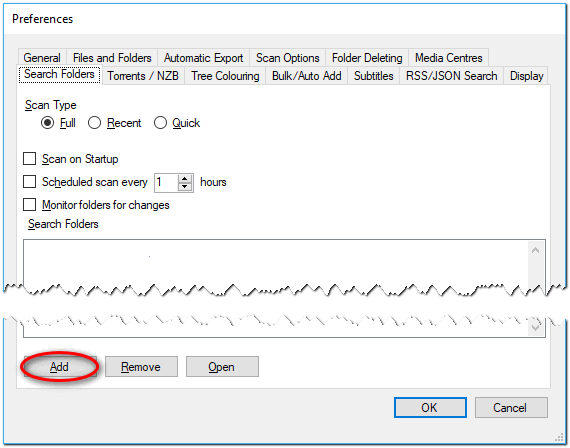 Preferences
General Files and Folders Automatic Export Scan Options Folder Deleting Media Centres
Search Folders Torrents / NZB Tree Colouring Bulk/Auto Add Subtitles RSS/JSON Search Display
Scan Type
Full Recent Quick
Scan on Startup
Scheduled scan every 1 hours
Monitor folders for changes
Search Folders
Add Remove Open
OK Cancel